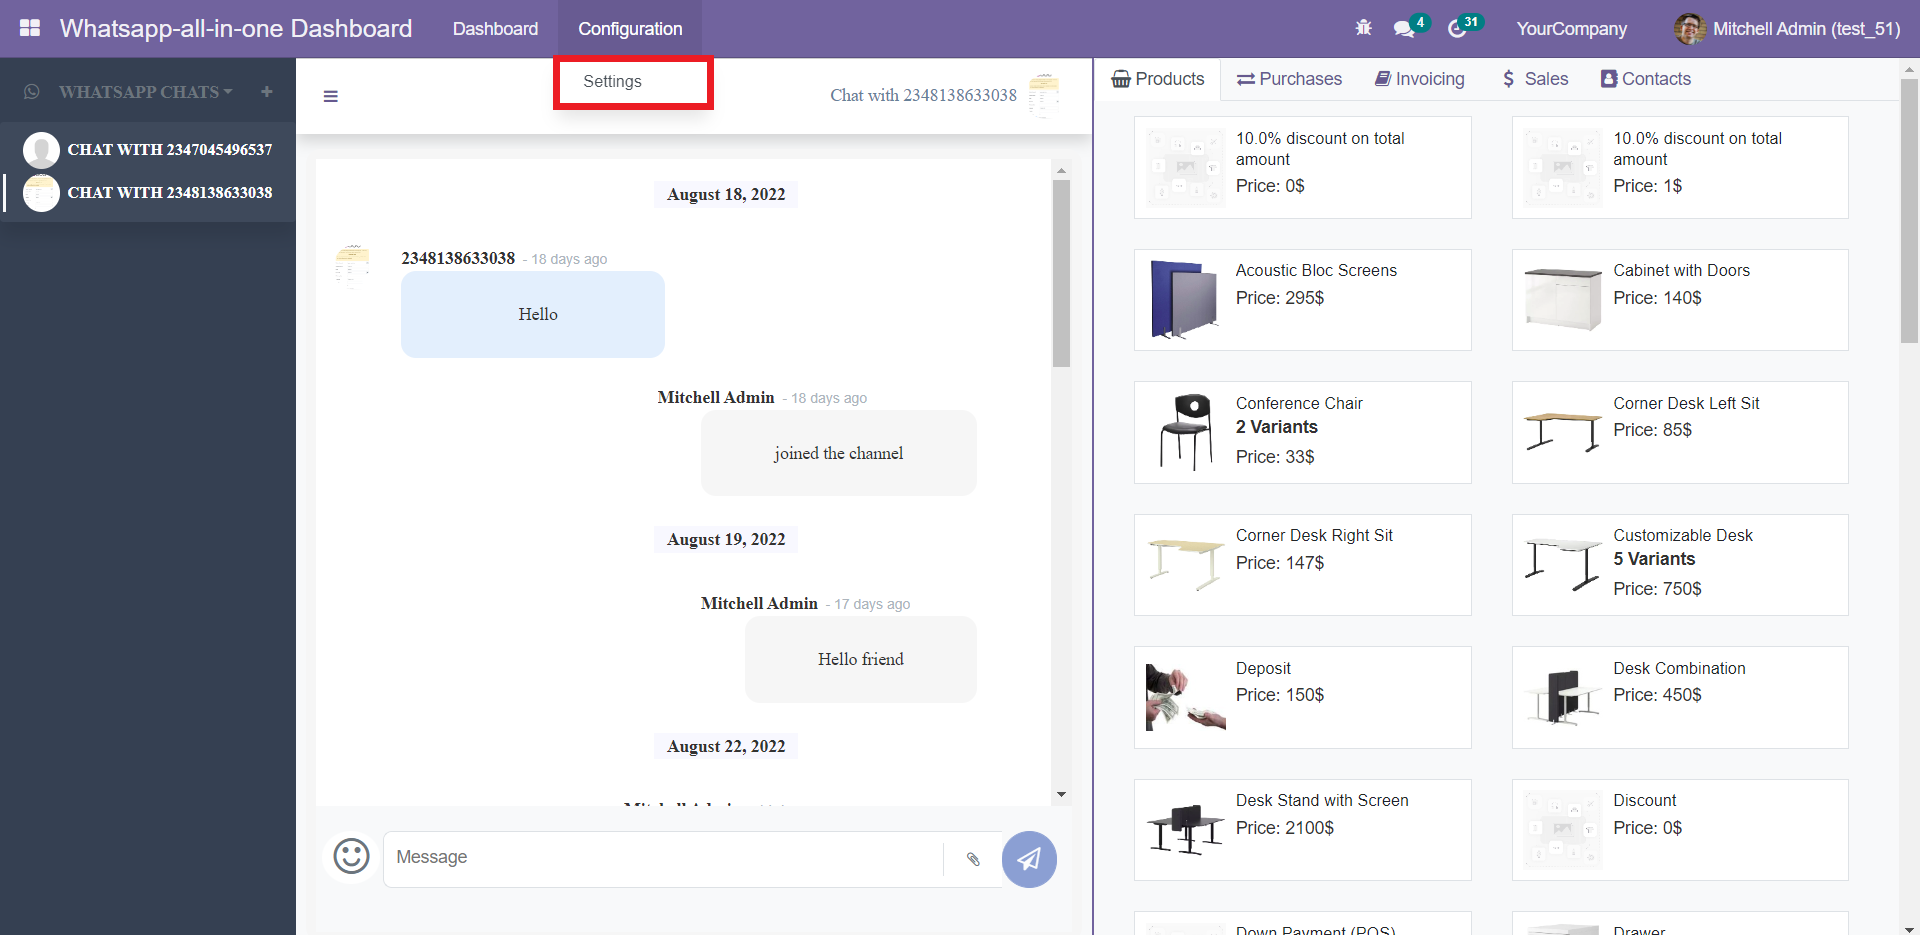 Whatsapp-all-in-one Dashboard
Dashboard
Configuration
4
31
YourCompany
Mitchell Admin (test_51)
Settings
WHATSAPP CHATS
CHAT WITH 2347045496537
CHAT WITH 2348138633038
Chat with 2348138633038
August 18, 2022
2348138633038 - 18 days ago
Hello
Mitchell Admin - 18 days ago
joined the channel
August 19, 2022
Mitchell Admin - 17 days ago
Hello friend
August 22, 2022
Message
Products
Purchases
Invoicing
Sales
Contacts
10.0% discount on total
amount
Price: 0$
10.0% discount on total
amount
Price: 1$
Acoustic Bloc Screens
Price: 295$
Cabinet with Doors
Price: 140$
Conference Chair
2 Variants
Price: 33$
Corner Desk Left Sit
Price: 85$
Corner Desk Right Sit
Price: 147$
Customizable Desk
5 Variants
Price: 750$
Deposit
Price: 150$
Desk Combination
Price: 450$
Desk Stand with Screen
Price: 2100$
Discount
Price: 0$
Down Payment (POS)
Drawer